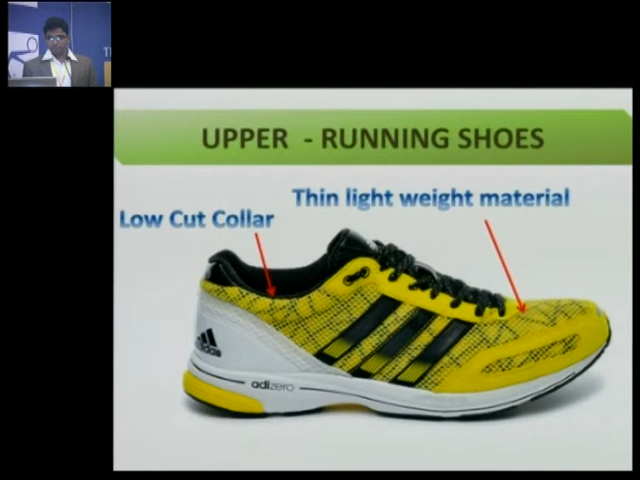 UPPER - RUNNING SHOES
Thin light weight material
Low Cut Collar
adidas
adizero